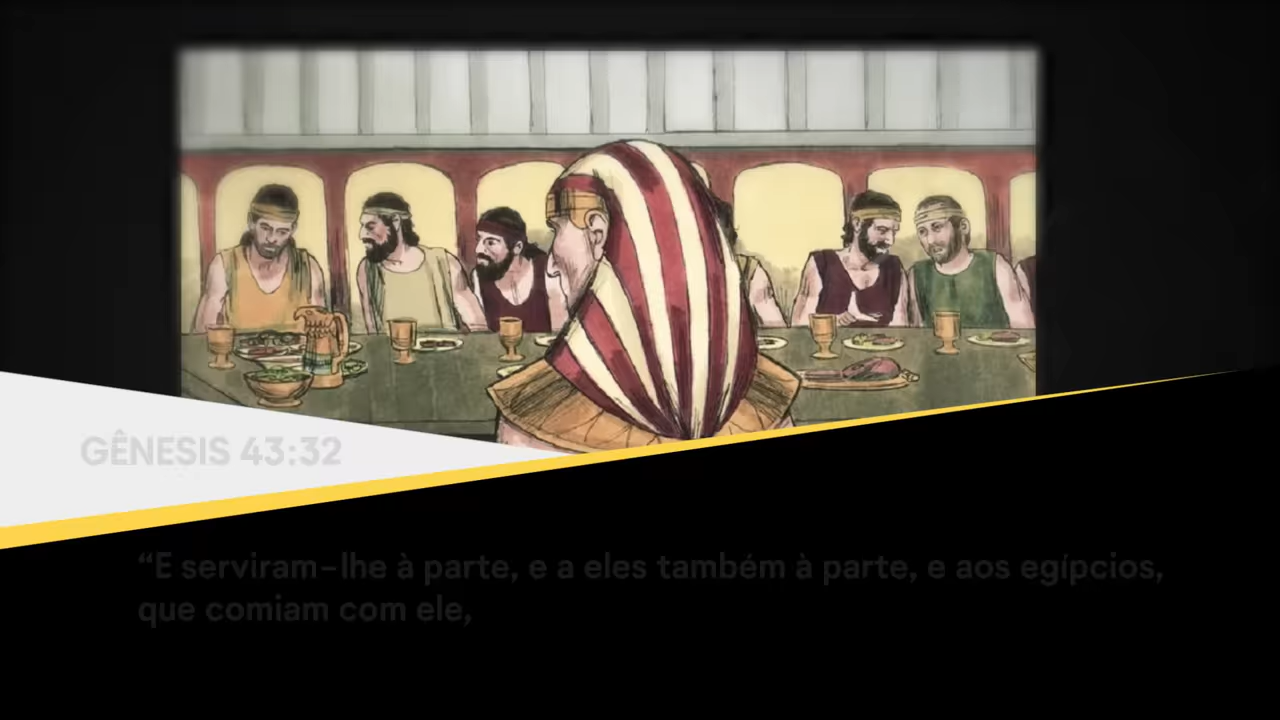 GÊNESIS 43:32
“E serviram-lhe à parte, e a eles também à parte, e aos egípcios,
que comiam com ele,